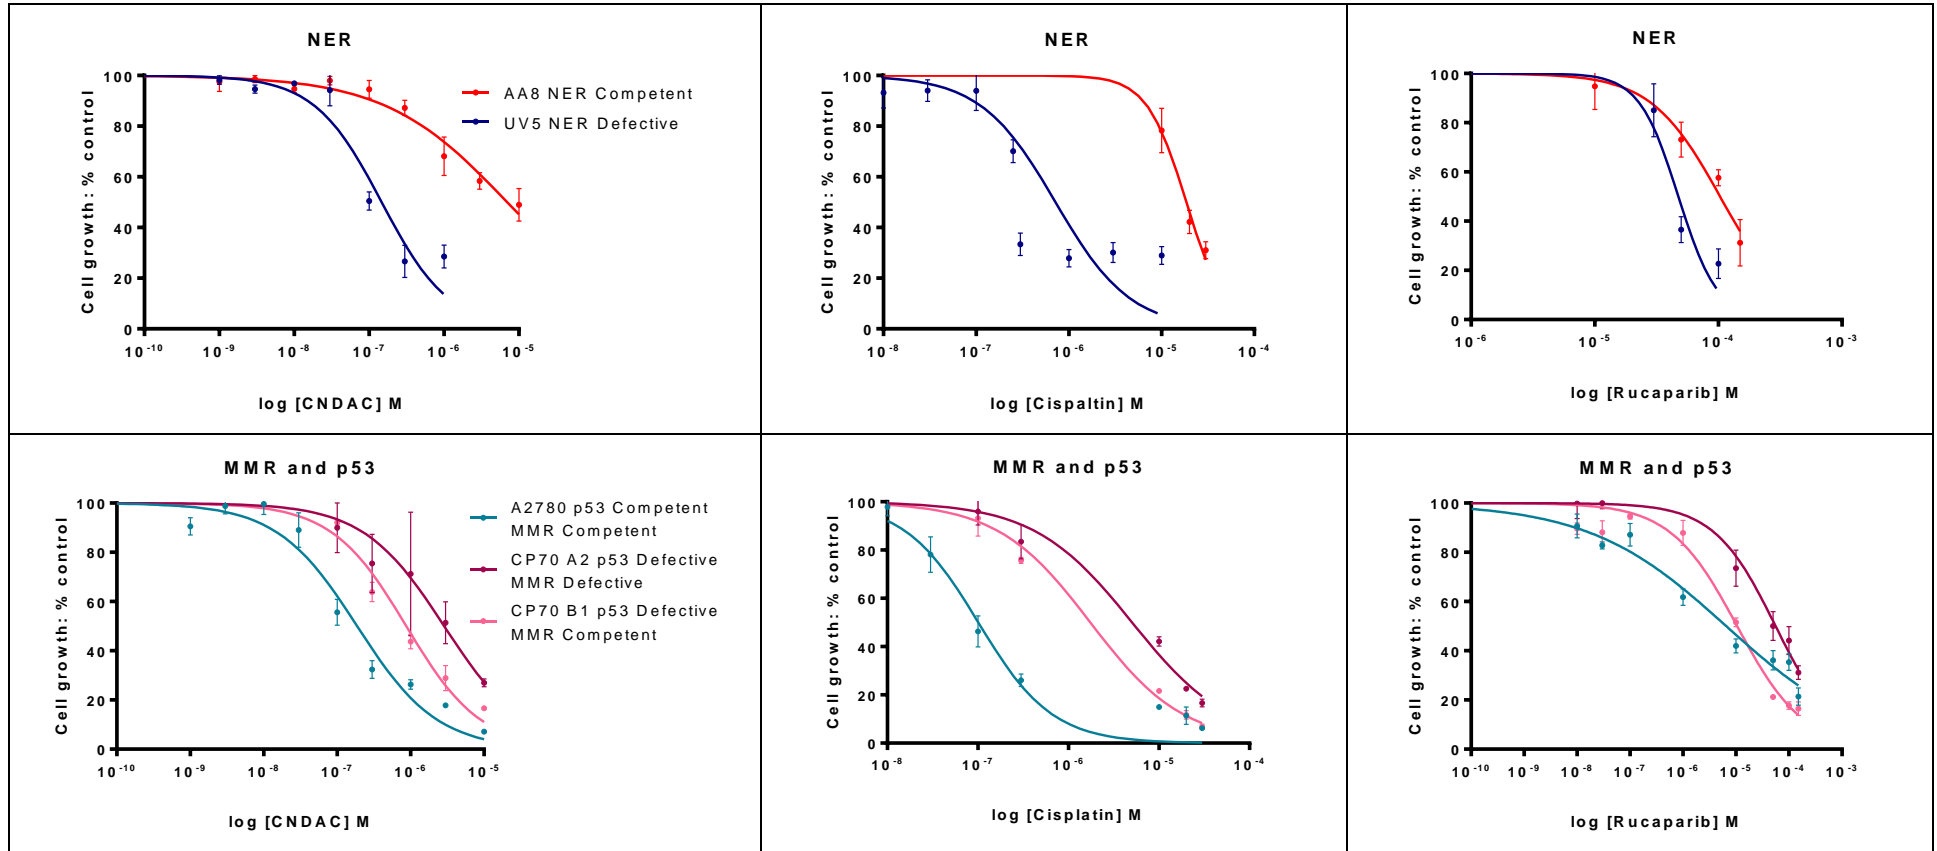 NER
100
80
60
40
20
0
Cell growth: % control
10-10 10-9 10-8 10-7 10-6 10-5
log [CNDAC] M
AA8 NER Competent
UV5 NER Defective
NER
100
80
60
40
20
0
Cell growth: % control
10-8 10-7 10-6 10-5 10-4
log [Cispaltin] M
NER
100
80
60
40
20
0
Cell growth: % control
10-6 10-5 10-4 10-3
log [Rucaparib] M
MMR and p53
100
80
60
40
20
0
Cell growth: % control
10-10 10-9 10-8 10-7 10-6 10-5
log [CNDAC] M
A2780 p53 Competent
MMR Competent
CP70 A2 p53 Defective
MMR Defective
CP70 B1 p53 Defective
MMR Competent
MMR and p53
100
80
60
40
20
0
Cell growth: % control
10-8 10-7 10-6 10-5 10-4
log [Cisplatin] M
MMR and p53
100
80
60
40
20
0
Cell growth: % control
10-10 10-9 10-8 10-7 10-6 10-5 10-4 10-3
log [Rucaparib] M